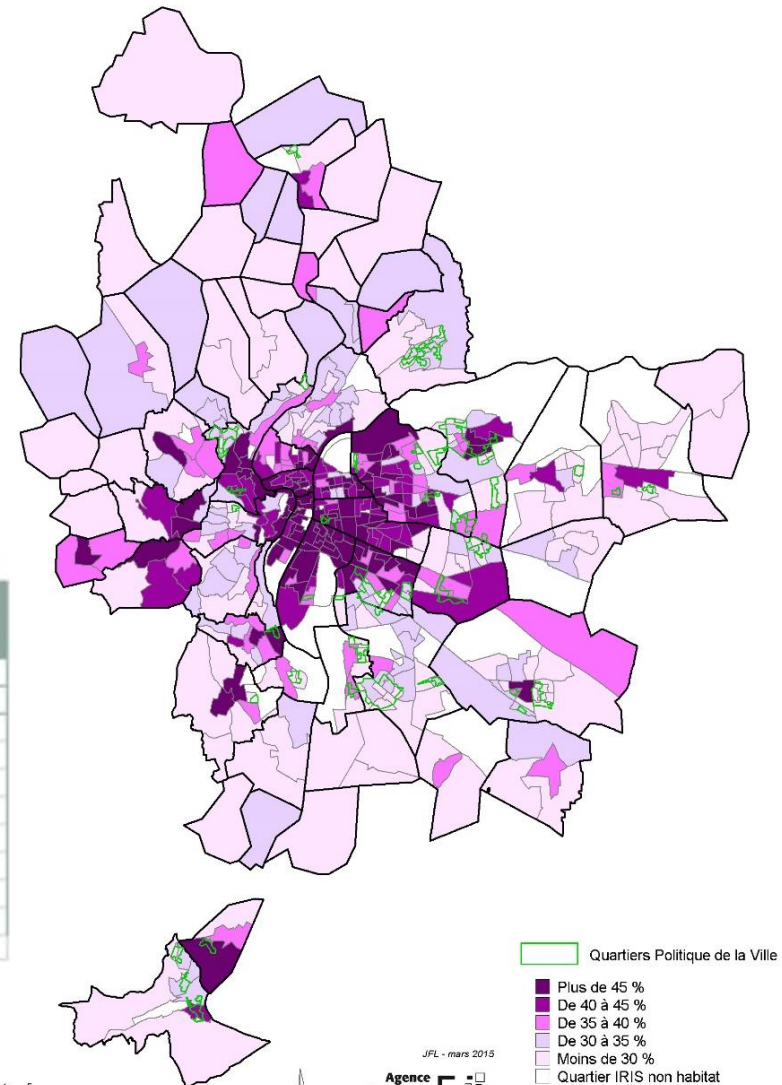 Quartiers Politique de la Ville
Plus de 45 %
De 40 à 45 %
De 35 à 40 %
De 30 à 35 %
Moins de 30 %
Quartier IRIS non habitat
JFL - mars 2015
Agence